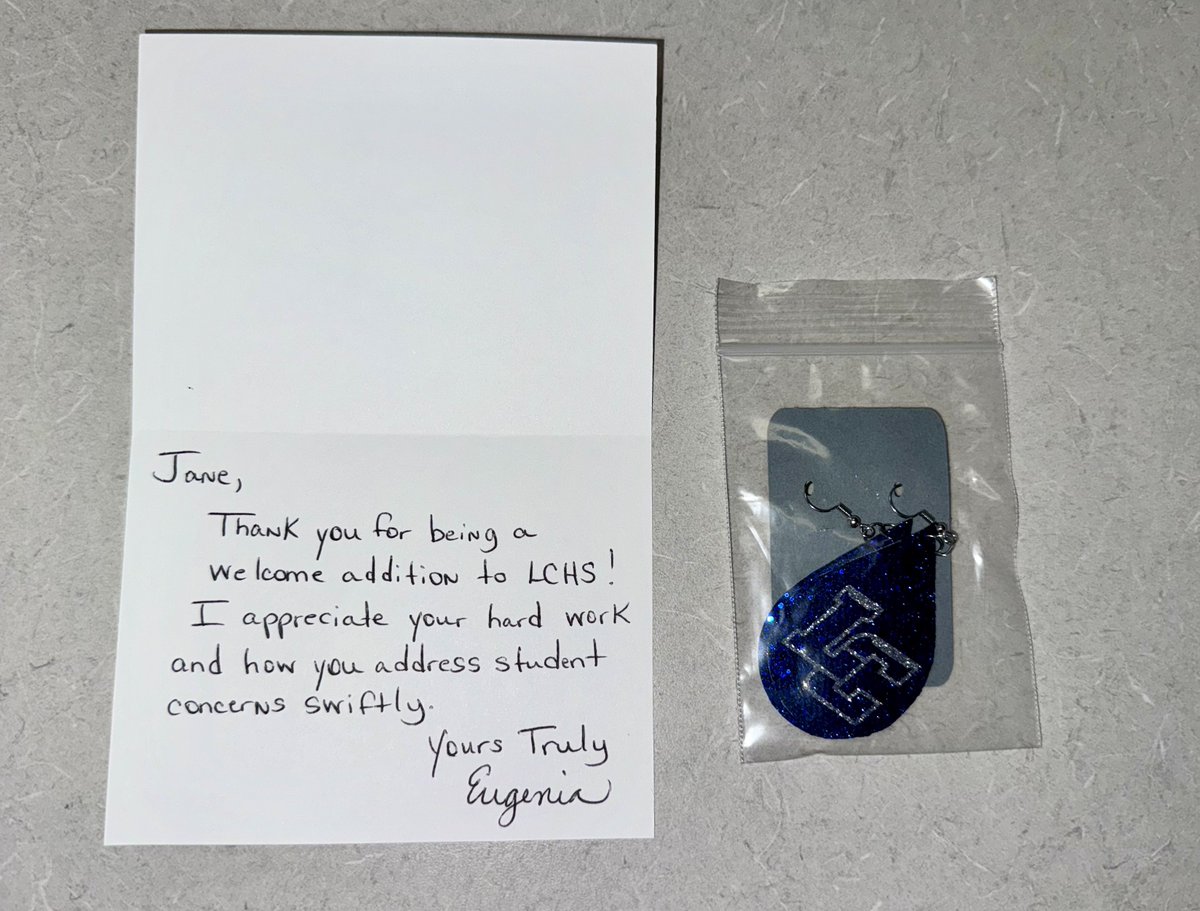 Jane,
Thank you for being a
welcome addition to LCHS!
I appreciate your hard work
and how you address student
concerns swiftly.
Yours Truly
Eugenia
LC